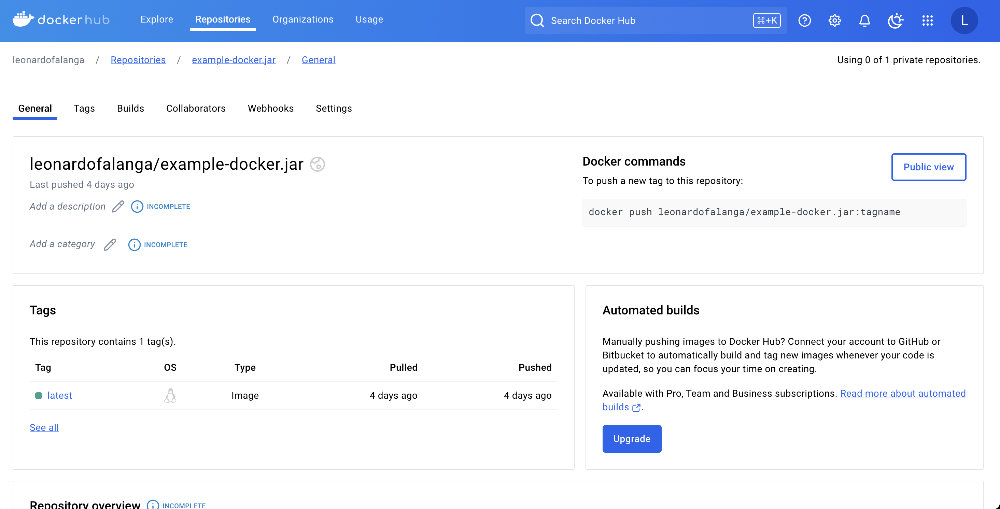 dockerhub
Explore
Repositories
Organizations
Usage
Search Docker Hub
⌘+K
L
leonardofalanga / Repositories / example-docker.jar / General
Using 0 of 1 private repositories.
General
Tags
Builds
Collaborators
Webhooks
Settings
leonardofalanga/example-docker.jar
Last pushed 4 days ago
Add a description
INCOMPLETE
Add a category
INCOMPLETE
Docker commands
To push a new tag to this repository:
Public view
docker push leonardofalanga/example-docker.jar:tagname
Tags
This repository contains 1 tag(s).
Tag OS Type Pulled Pushed
latest Image 4 days ago 4 days ago
See all
Automated builds
Manually pushing images to Docker Hub? Connect your account to GitHub or
Bitbucket to automatically build and tag new images whenever your code is
updated, so you can focus your time on creating.
Available with Pro, Team and Business subscriptions. Read more about automated
builds .
Upgrade
Repository overview
INCOMPLETE